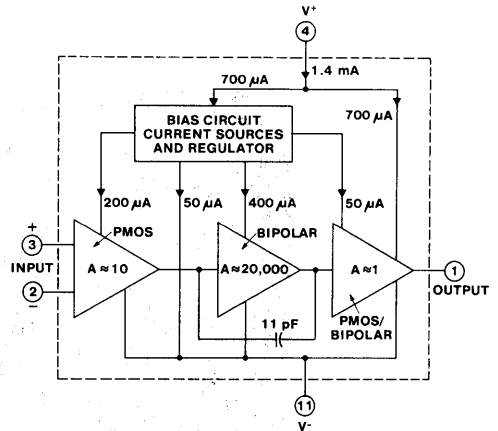 V+
4
700 µA
1.4 mA
700 µA
BIAS CIRCUIT
CURRENT SOURCES
AND REGULATOR
200 µA
50 µA
400 µA
50 µA
+
3
INPUT
2
−
PMOS
A ≈ 10
BIPOLAR
A ≈ 20,000
A ≈ 1
1
OUTPUT
11 pF
PMOS/
BIPOLAR
11
V-